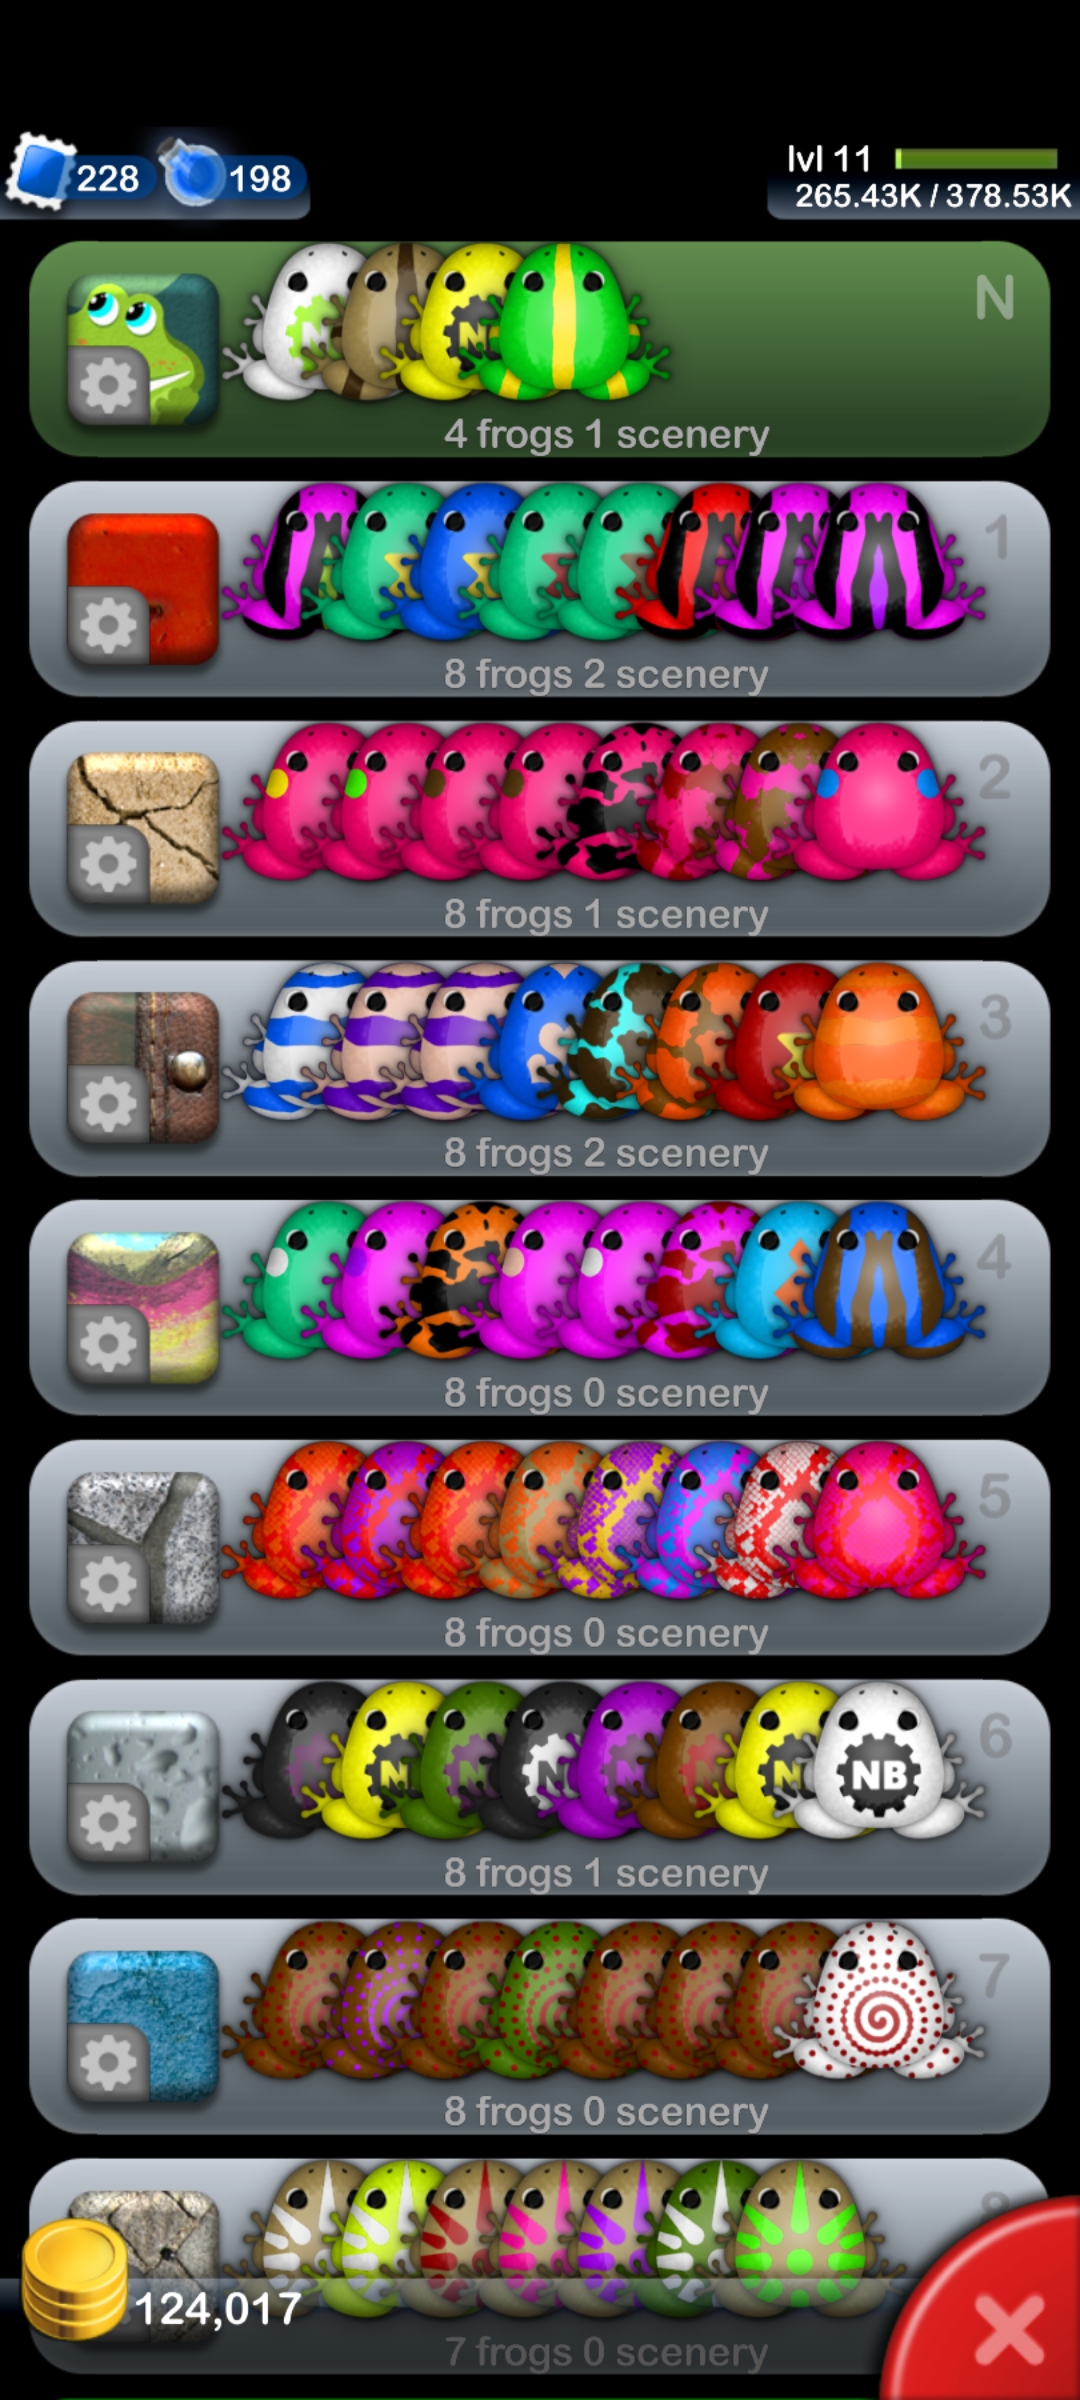 228 198 lvl 11
265.43K / 378.53K
N
N N
4 frogs 1 scenery
1
8 frogs 2 scenery
2
8 frogs 1 scenery
3
8 frogs 2 scenery
4
8 frogs 0 scenery
5
8 frogs 0 scenery
6
N N N N N NB
8 frogs 1 scenery
7
8 frogs 0 scenery
124,017
7 frogs 0 scenery